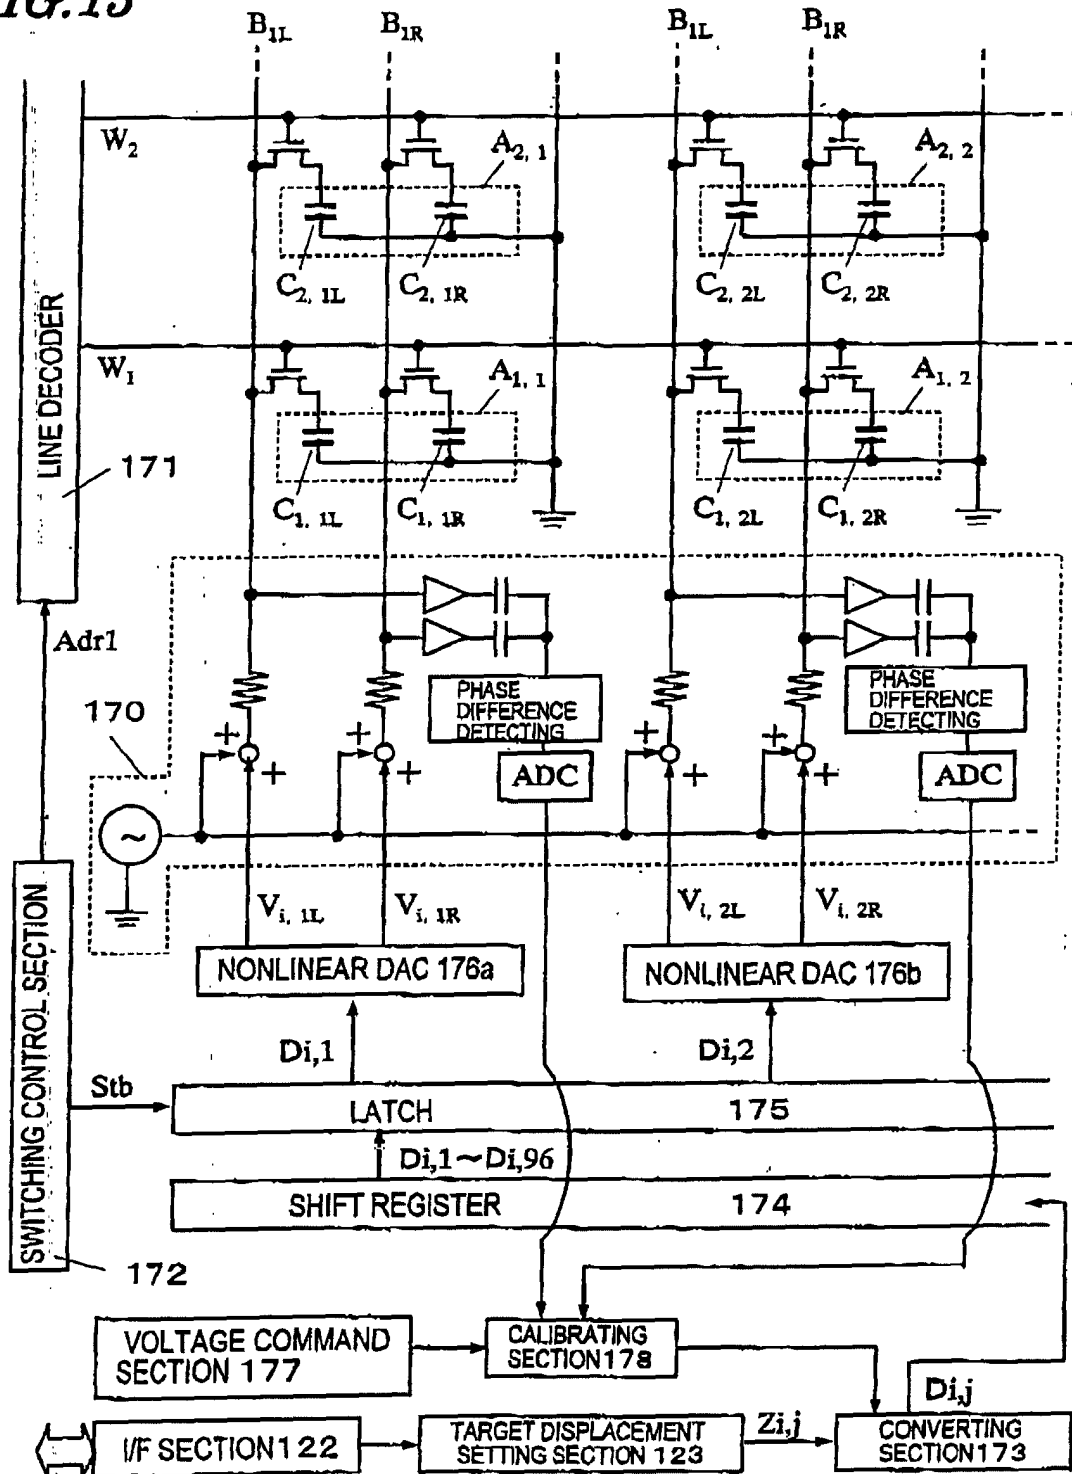 FIG.13
B1L B1R B1L B1R
W2 A2, 1 A2, 2
C2, 1L C2, 1R C2, 2L C2, 2R
W1 A1, 1 A1, 2
C1, 1L C1, 1R C1, 2L C1, 2R
LINE DECODER
171
Adr1
170
PHASE
DIFFERENCE
DETECTING
PHASE
DIFFERENCE
DETECTING
+ + + +
+ + + +
ADC ADC
~
Vi, 1L Vi, 1R Vi, 2L Vi, 2R
NONLINEAR DAC 176a NONLINEAR DAC 176b
Di,1 Di,2
SWITCHING CONTROL SECTION
172
Stb
LATCH 175
Di,1~Di,96
SHIFT REGISTER 174
VOLTAGE COMMAND
SECTION 177
CALIBRATING
SECTION178
Di,j
I/F SECTION122
TARGET DISPLACEMENT
SETTING SECTION 123
Zi,j
CONVERTING
SECTION173